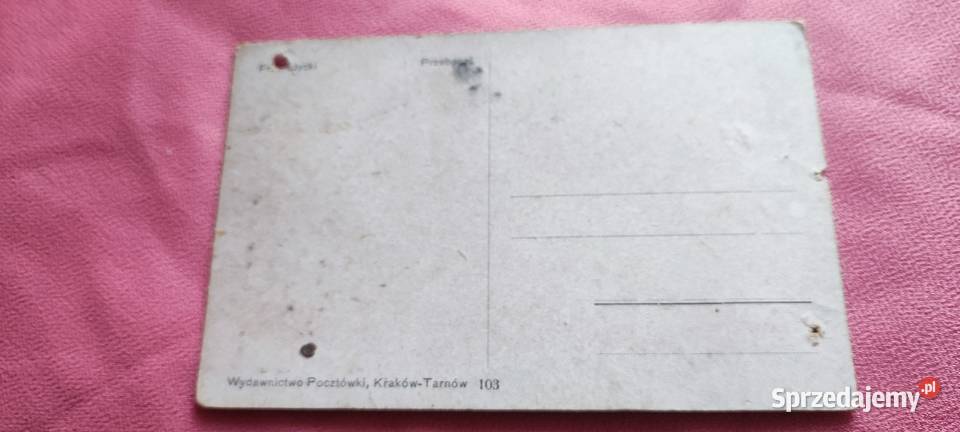 Wydawnictwo Pocztówki, Kraków-Tarnów 103
Sprzedajemy.pl